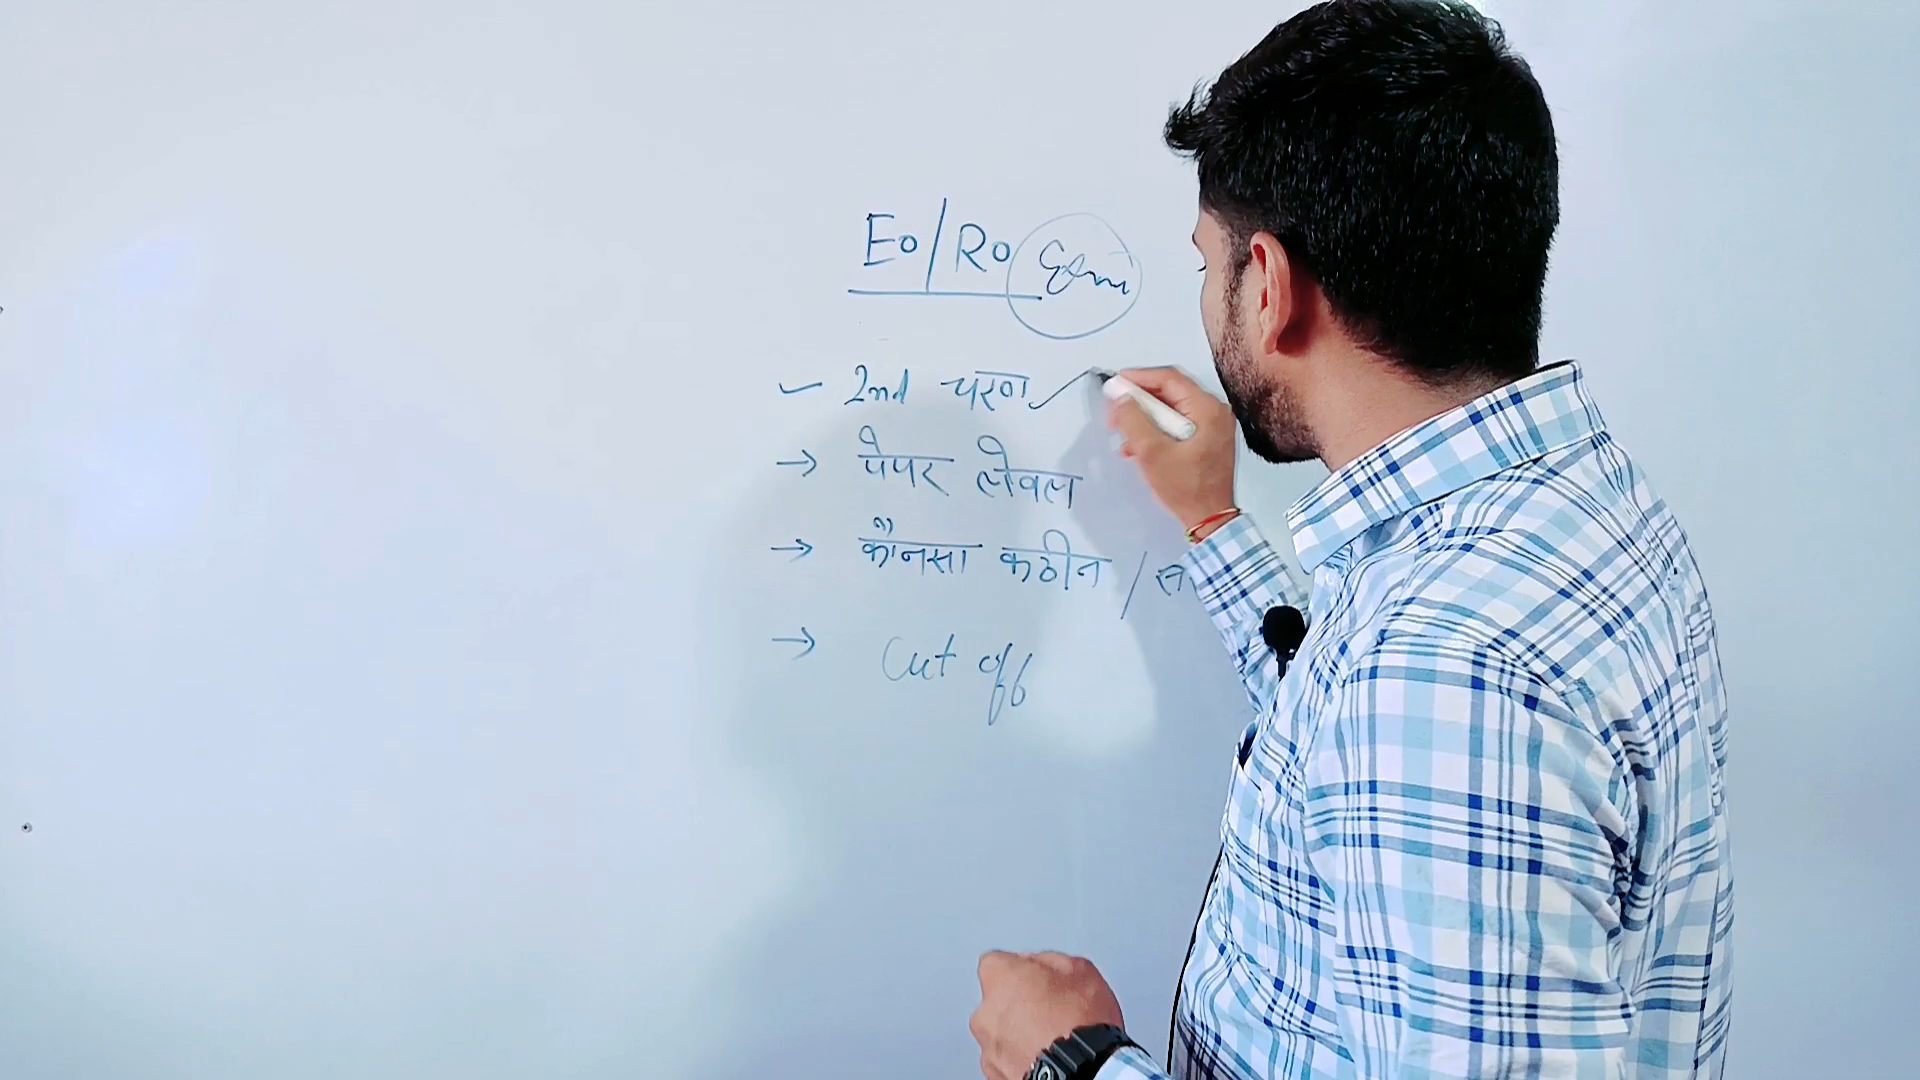 EO/RO Exam
2nd चरण
→ पेपर लेवल
→ कौनसा कठीन / स
→ Cut off